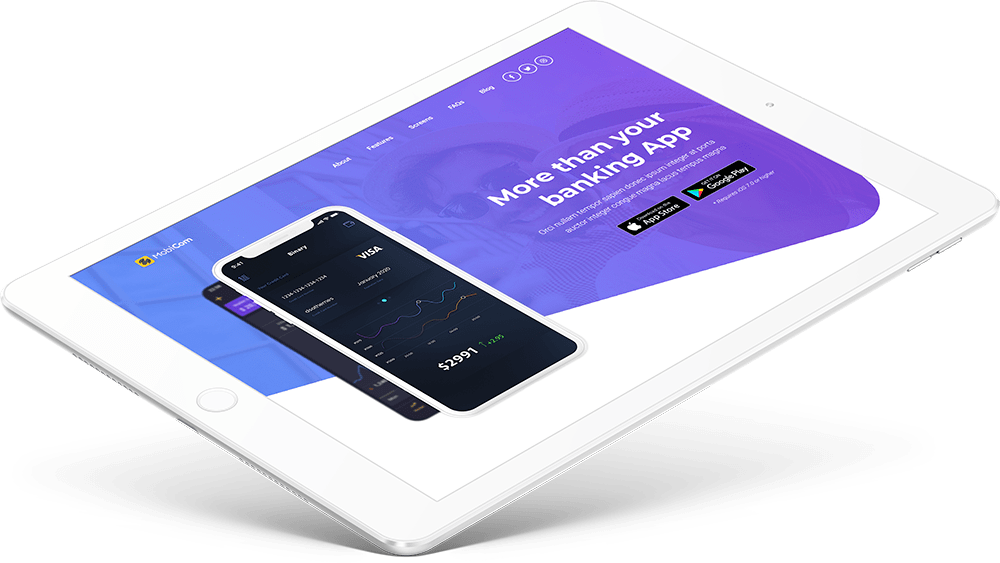 MobiCom
About
Features
Screens
FAQs
Blog
More than your
banking App
Orci nullam tempor sapien donec ipsum integer at porta
auctor integer congue magna lacus tempus magna
Download on the
App Store
GET IT ON
Google Play
* Requires iOS 7.0 or higher
9:41
Binary
VISA
1234-1234-1234-1234
January 2020
dsathemes
$2991
+2.95